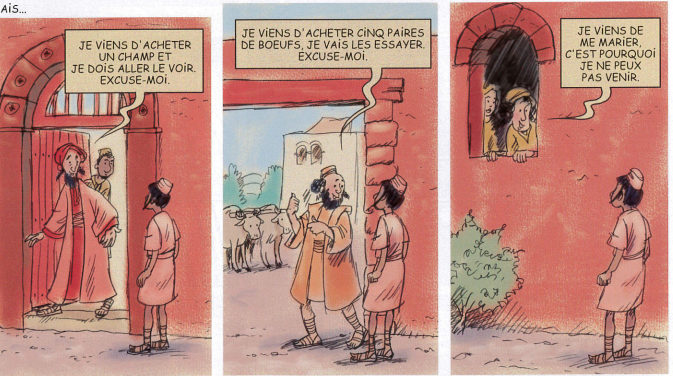 AIS...
JE VIENS D'ACHETER
UN CHAMP ET
JE DOIS ALLER LE VOIR.
EXCUSE-MOI.
JE VIENS D'ACHETER CINQ PAIRES
DE BOEUFS, JE VAIS LES ESSAYER.
EXCUSE-MOI.
JE VIENS DE
ME MARIER,
C'EST POURQUOI
JE NE PEUX
PAS VENIR.